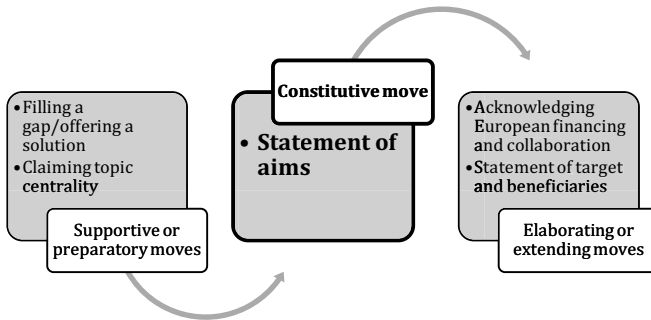 • Filling a
gap/offering a
solution
• Claiming topic
centrality
Supportive or
preparatory moves
Constitutive move
• Statement of
aims
• Acknowledging
European financing
and collaboration
• Statement of target
and beneficiaries
Elaborating or
extending moves